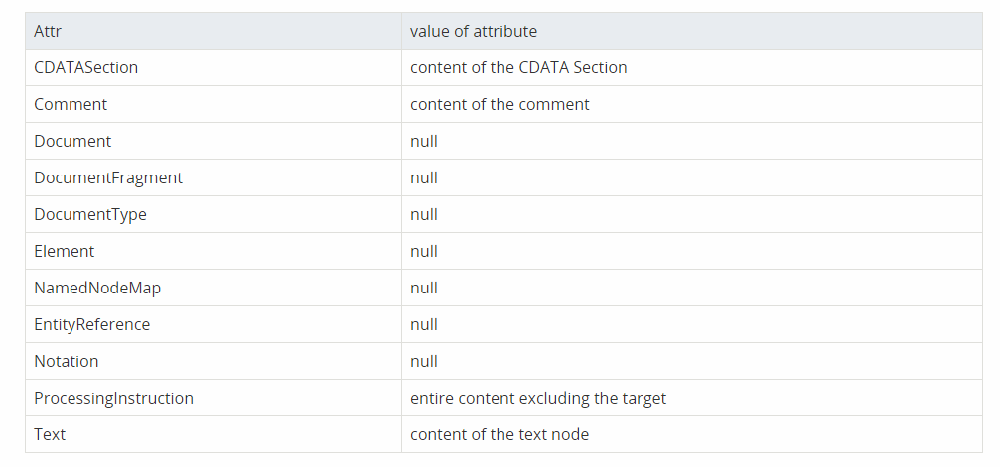 Attr value of attribute
CDATASection content of the CDATA Section
Comment content of the comment
Document null
DocumentFragment null
DocumentType null
Element null
NamedNodeMap null
EntityReference null
Notation null
ProcessingInstruction entire content excluding the target
Text content of the text node